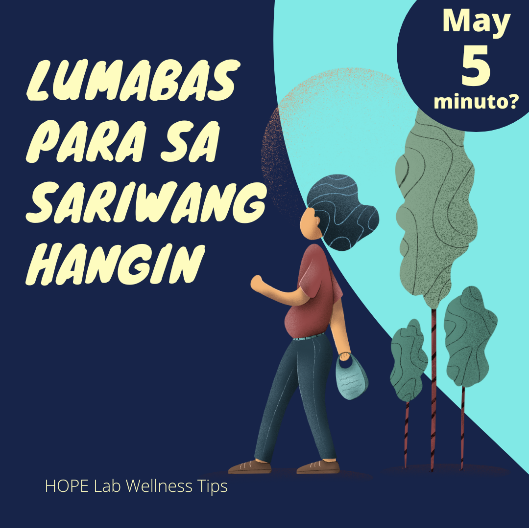 May
5
minuto?
LUMABAS
PARA SA
SARIWANG
HANGIN
HOPE Lab Wellness Tips